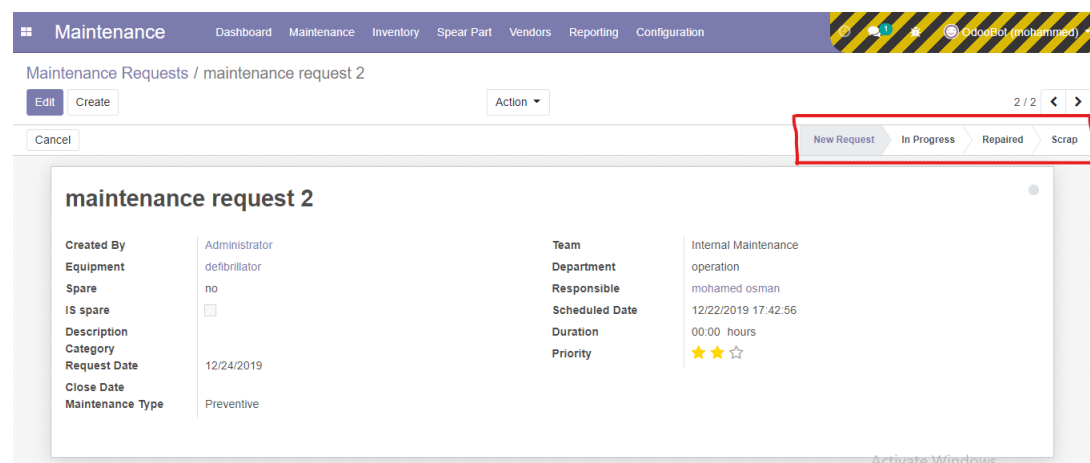 Maintenance Dashboard Maintenance Inventory Spear Part Vendors Reporting Configuration 1 OdooBot (mohammed)
Maintenance Requests / maintenance request 2
Edit Create Action 2 / 2
Cancel New Request In Progress Repaired Scrap
maintenance request 2
Created By Administrator Team Internal Maintenance
Equipment defibrillator Department operation
Spare no Responsible mohamed osman
IS spare Scheduled Date 12/22/2019 17:42:56
Description Duration 00:00 hours
Category Priority
Request Date 12/24/2019
Close Date
Maintenance Type Preventive
Activate Windows